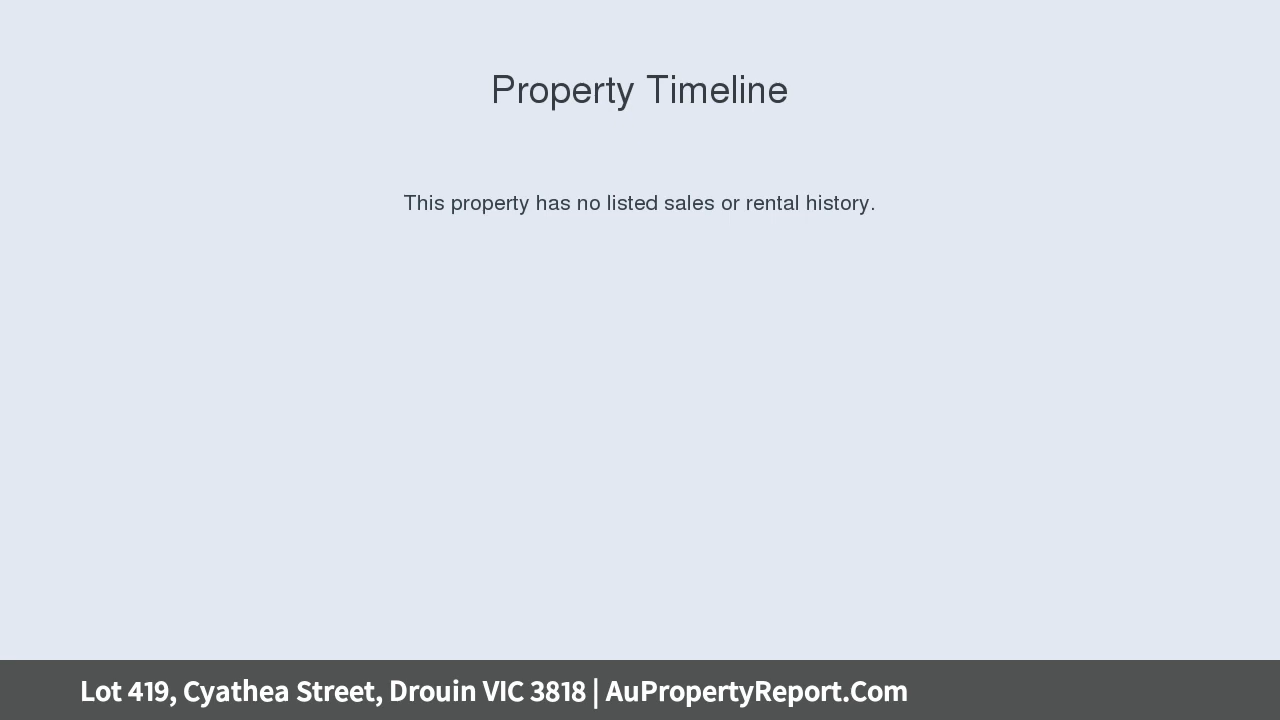 Property Timeline
This property has no listed sales or rental history.
Lot 419, Cyathea Street, Drouin VIC 3818 | AuPropertyReport.Com